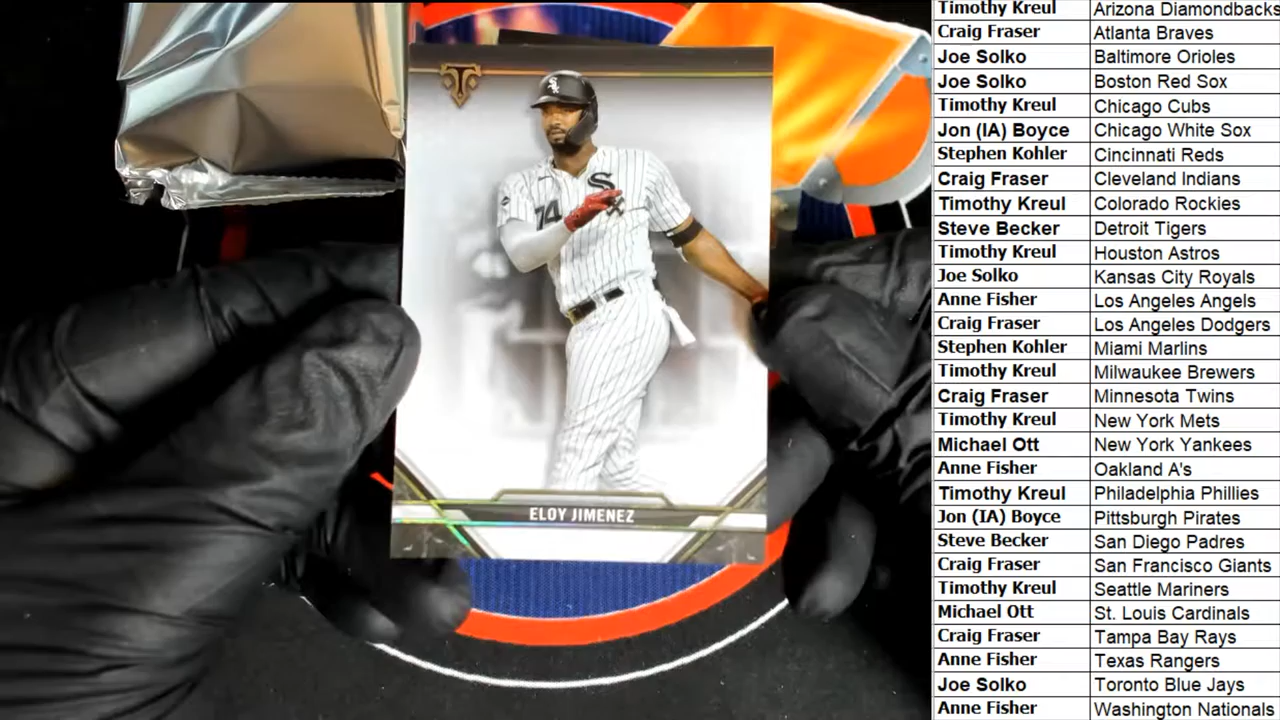 Timothy Kreul Arizona Diamondbacks
Craig Fraser Atlanta Braves
Joe Solko Baltimore Orioles
Joe Solko Boston Red Sox
Timothy Kreul Chicago Cubs
Jon (IA) Boyce Chicago White Sox
Stephen Kohler Cincinnati Reds
Craig Fraser Cleveland Indians
Timothy Kreul Colorado Rockies
Steve Becker Detroit Tigers
Timothy Kreul Houston Astros
Joe Solko Kansas City Royals
Anne Fisher Los Angeles Angels
Craig Fraser Los Angeles Dodgers
Stephen Kohler Miami Marlins
Timothy Kreul Milwaukee Brewers
Craig Fraser Minnesota Twins
Timothy Kreul New York Mets
Michael Ott New York Yankees
Anne Fisher Oakland A's
Timothy Kreul Philadelphia Phillies
Jon (IA) Boyce Pittsburgh Pirates
Steve Becker San Diego Padres
Craig Fraser San Francisco Giants
Timothy Kreul Seattle Mariners
Michael Ott St. Louis Cardinals
Craig Fraser Tampa Bay Rays
Anne Fisher Texas Rangers
Joe Solko Toronto Blue Jays
Anne Fisher Washington Nationals
74
ELOY JIMENEZ